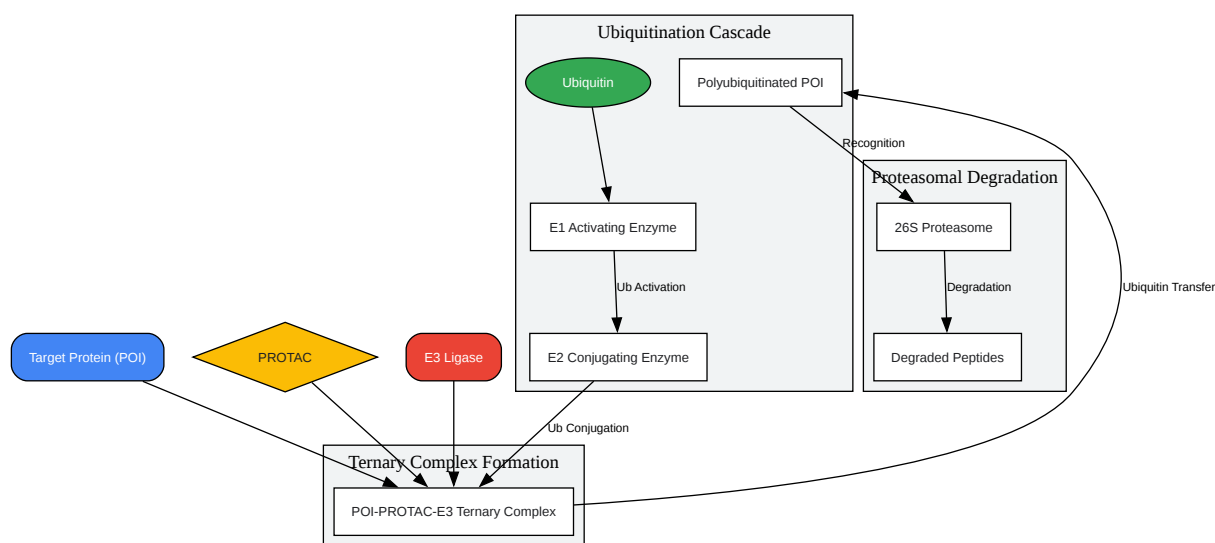 Ubiquitination Cascade
Ubiquitin
Polyubiquitinated POI
Recognition
Proteasomal Degradation
E1 Activating Enzyme
26S Proteasome
Ub Activation
Degradation
Ubiquitin Transfer
Target Protein (POI)
PROTAC
E3 Ligase
E2 Conjugating Enzyme
Degraded Peptides
Ub Conjugation
Ternary Complex Formation
POI-PROTAC-E3 Ternary Complex